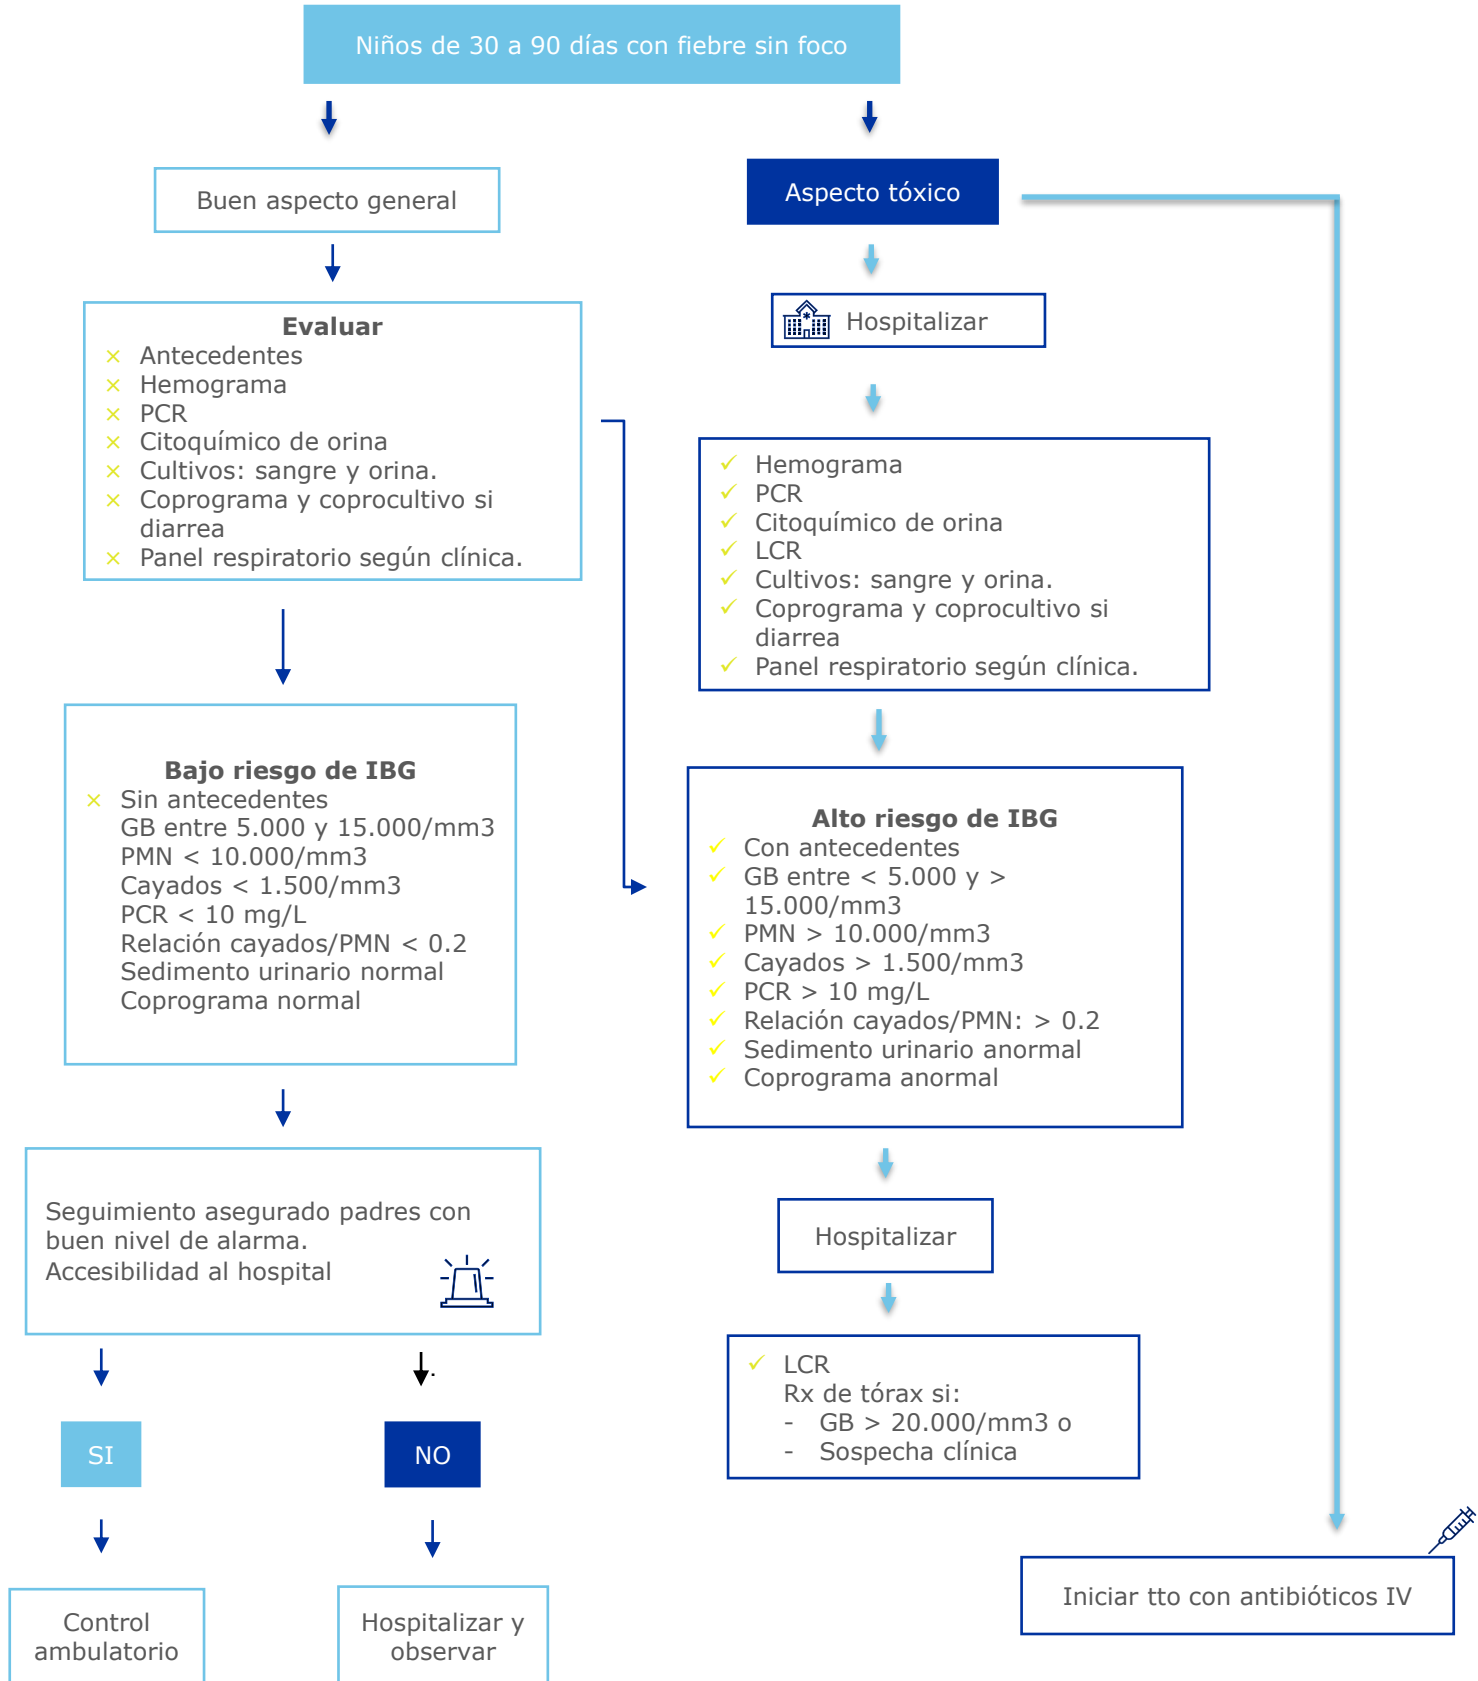 Niños de 30 a 90 días con fiebre sin foco
Buen aspecto general
Aspecto tóxico
Evaluar
× Antecedentes
× Hemograma
× PCR
× Citoquímico de orina
× Cultivos: sangre y orina.
× Coprograma y coprocultivo si
diarrea
× Panel respiratorio según clínica.
Hospitalizar
✓ Hemograma
✓ PCR
✓ Citoquímico de orina
✓ LCR
✓ Cultivos: sangre y orina.
✓ Coprograma y coprocultivo si
diarrea
✓ Panel respiratorio según clínica.
Bajo riesgo de IBG
× Sin antecedentes
GB entre 5.000 y 15.000/mm3
PMN < 10.000/mm3
Cayados < 1.500/mm3
PCR < 10 mg/L
Relación cayados/PMN < 0.2
Sedimento urinario normal
Coprograma normal
Alto riesgo de IBG
✓ Con antecedentes
✓ GB entre < 5.000 y >
15.000/mm3
✓ PMN > 10.000/mm3
✓ Cayados > 1.500/mm3
✓ PCR > 10 mg/L
✓ Relación cayados/PMN: > 0.2
✓ Sedimento urinario anormal
✓ Coprograma anormal
Seguimiento asegurado padres con
buen nivel de alarma.
Accesibilidad al hospital
Hospitalizar
✓ LCR
Rx de tórax si:
- GB > 20.000/mm3 o
- Sospecha clínica
.
SI
NO
Control
ambulatorio
Hospitalizar y
observar
Iniciar tto con antibióticos IV